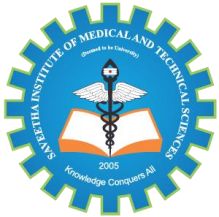 SAVEETHA INSTITUTE OF MEDICAL AND TECHNICAL SCIENCES
(Deemed to be University)
2005
Knowledge Conquers All